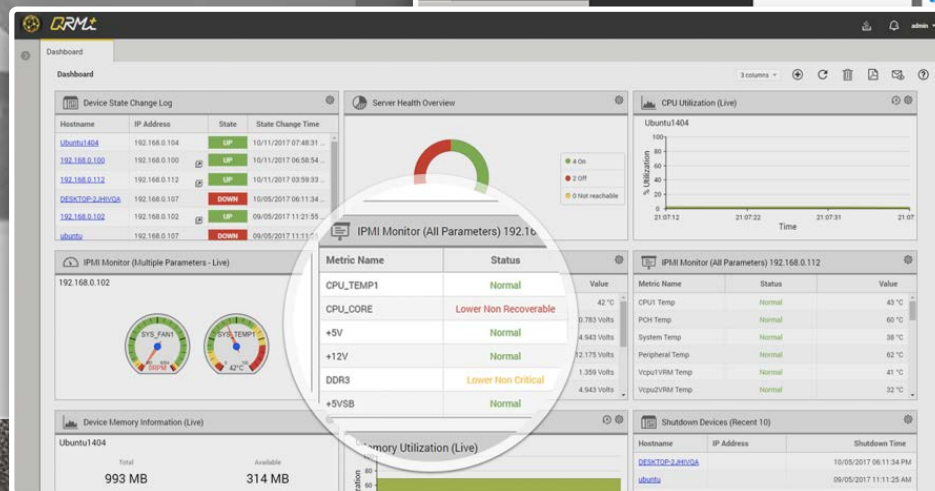 QRM+
admin
Dashboard
Dashboard
3 columns
Device State Change Log
Hostname IP Address State State Change Time
Ubuntu1404 192.168.0.104 UP 10/11/2017 07:48:31 ...
192.168.0.100 192.168.0.100 UP 10/11/2017 06:58:54 ...
192.168.0.112 192.168.0.112 UP 10/11/2017 03:59:33 ...
DESKTOP-2JHIVQA 192.168.0.107 DOWN 10/05/2017 06:11:34 ...
192.168.0.102 192.168.0.102 UP 09/05/2017 11:21:55 ...
ubuntu 192.168.0.107 DOWN 09/05/2017 11:11:
Server Health Overview
4 On
2 Off
0 Not reachable
CPU Utilization (Live)
Ubuntu1404
% Utilization
100
80
60
40
20
0
21:07:12 21:07:22 21:07:31 21:07
Time
IPMI Monitor (Multiple Parameters - Live)
192.168.0.102
SYS_FAN1
0RPM
SYS_TEMP1
42°C
IPMI Monitor (All Parameters) 192.16
Metric Name Status
CPU_TEMP1 Normal
CPU_CORE Lower Non Recoverable
+5V Normal
+12V Normal
DDR3 Lower Non Critical
+5VSB Normal
Value
42 °C
0.783 Volts
4.943 Volts
12.175 Volts
1.359 Volts
4.943 Volts
IPMI Monitor (All Parameters) 192.168.0.112
Metric Name Status Value
CPU1 Temp Normal 43 °C
PCH Temp Normal 60 °C
System Temp Normal 38 °C
Peripheral Temp Normal 62 °C
Vcpu1VRM Temp Normal 41 °C
Vcpu2VRM Temp Normal 32 °C
Device Memory Information (Live)
Ubuntu1404
Total Available
993 MB 314 MB
Memory Utilization (Live)
100
80
60
Shutdown Devices (Recent 10)
Hostname IP Address Shutdown Time
DESKTOP-2JHIVQA 10/05/2017 06:11:34 PM
ubuntu 09/05/2017 11:11:25 AM